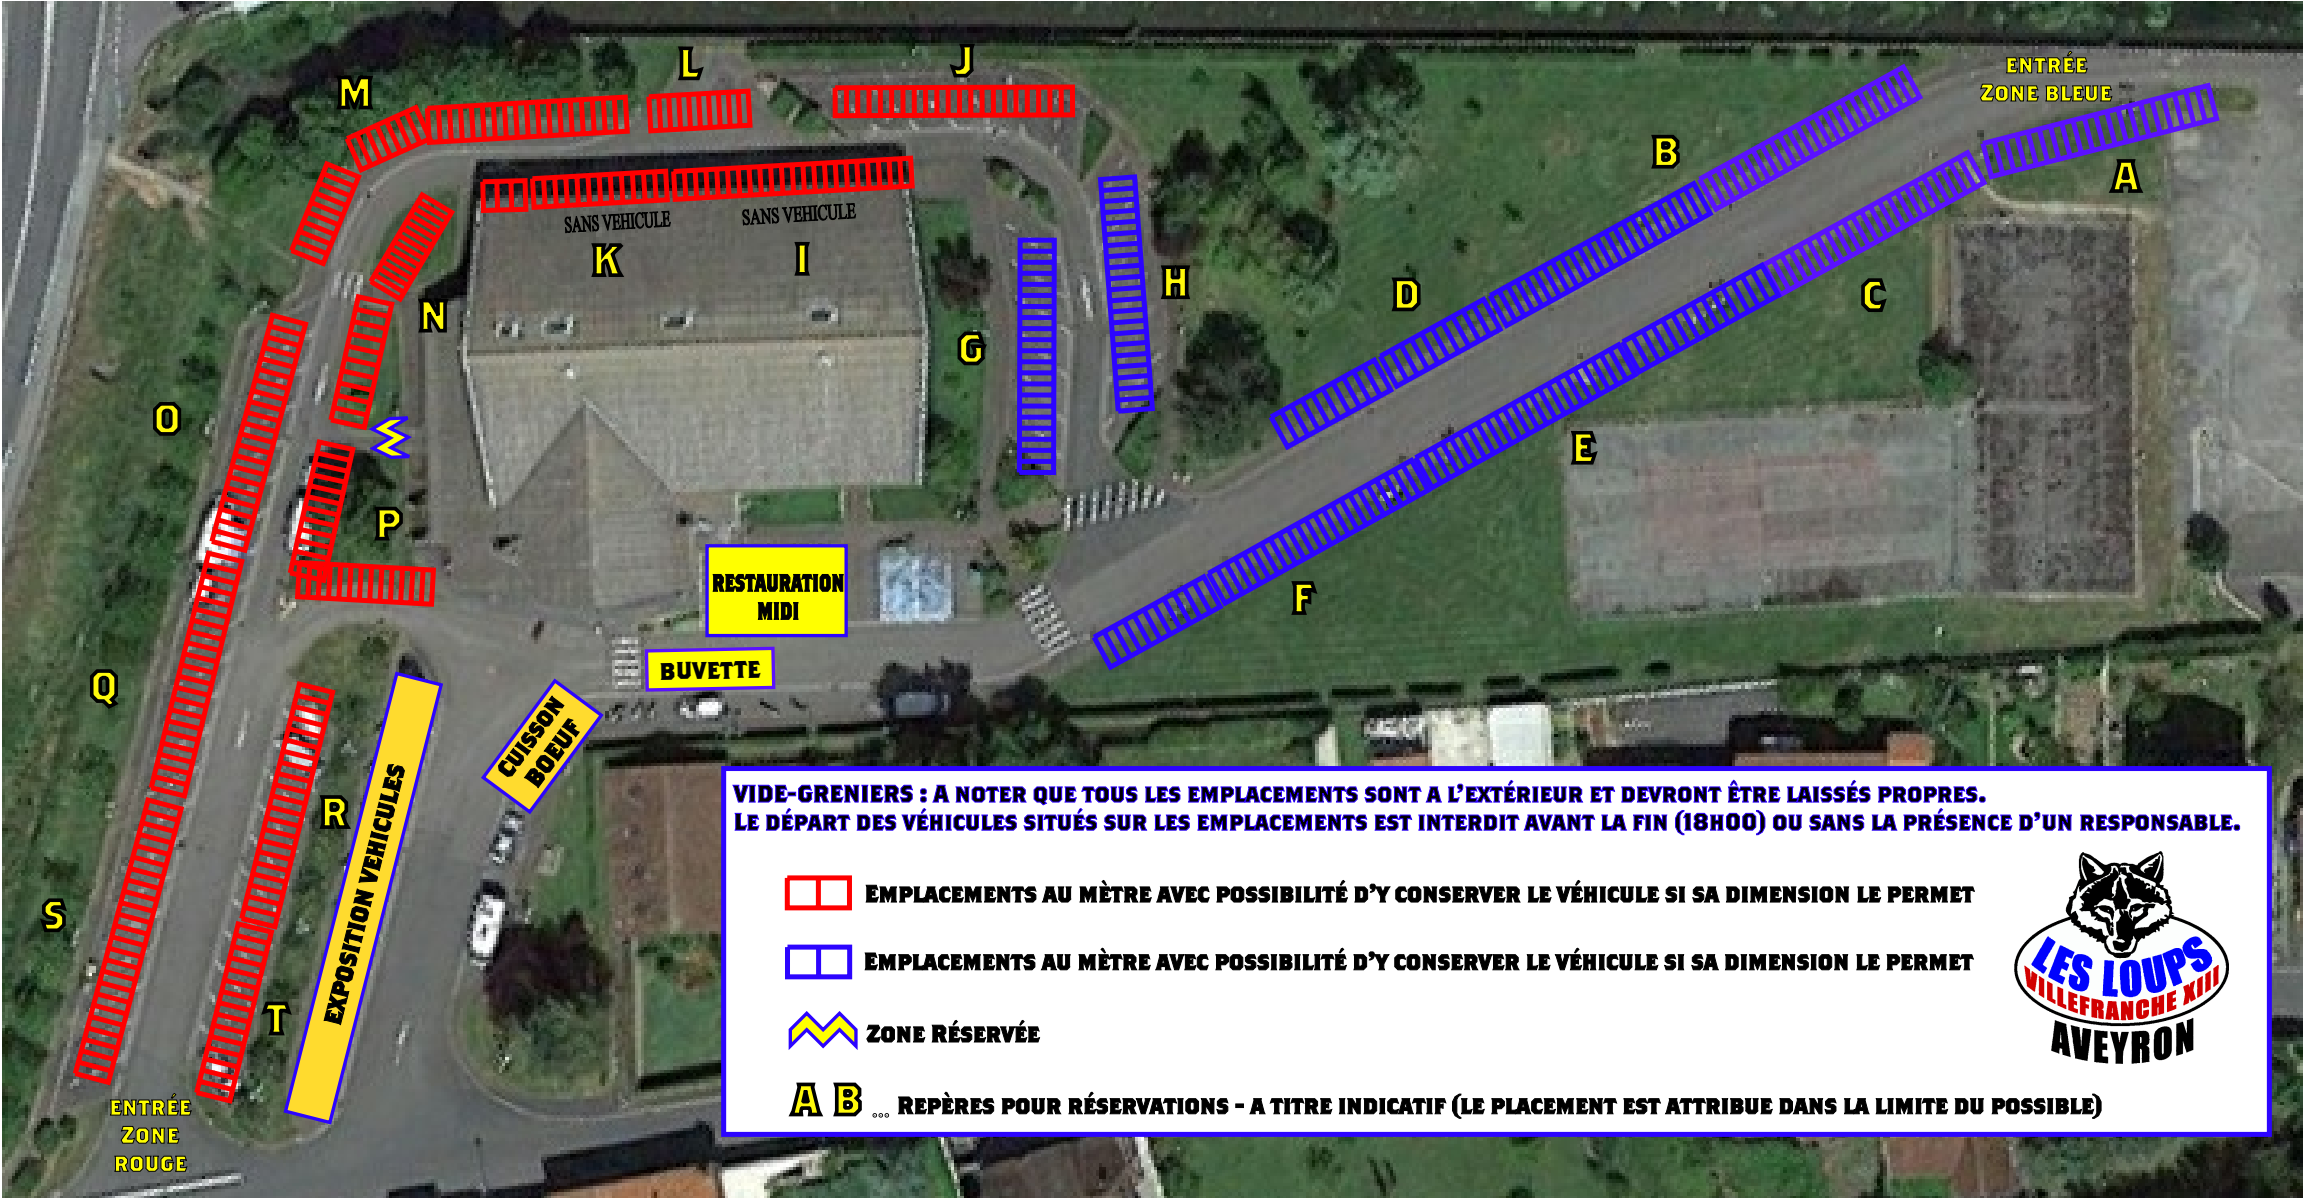 L
J
M
ENTRÉE
ZONE BLEUE
B
A
SANS VEHICULE
SANS VEHICULE
K
I
H
D
C
N
G
O
E
P
F
RESTAURATION
MIDI
BUVETTE
Q
CUISSON
BOEUF
R
EXPOSITION VEHICULES
S
T
ENTRÉE
ZONE
ROUGE
VIDE-GRENIERS : A NOTER QUE TOUS LES EMPLACEMENTS SONT A L'EXTÉRIEUR ET DEVRONT ÊTRE LAISSÉS PROPRES.
LE DÉPART DES VÉHICULES SITUÉS SUR LES EMPLACEMENTS EST INTERDIT AVANT LA FIN (18H00) OU SANS LA PRÉSENCE D'UN RESPONSABLE.
EMPLACEMENTS AU MÈTRE AVEC POSSIBILITÉ D'Y CONSERVER LE VÉHICULE SI SA DIMENSION LE PERMET
EMPLACEMENTS AU MÈTRE AVEC POSSIBILITÉ D'Y CONSERVER LE VÉHICULE SI SA DIMENSION LE PERMET
ZONE RÉSERVÉE
A B ... REPÈRES POUR RÉSERVATIONS - A TITRE INDICATIF (LE PLACEMENT EST ATTRIBUE DANS LA LIMITE DU POSSIBLE)
LES LOUPS
VILLEFRANCHE XIII
AVEYRON